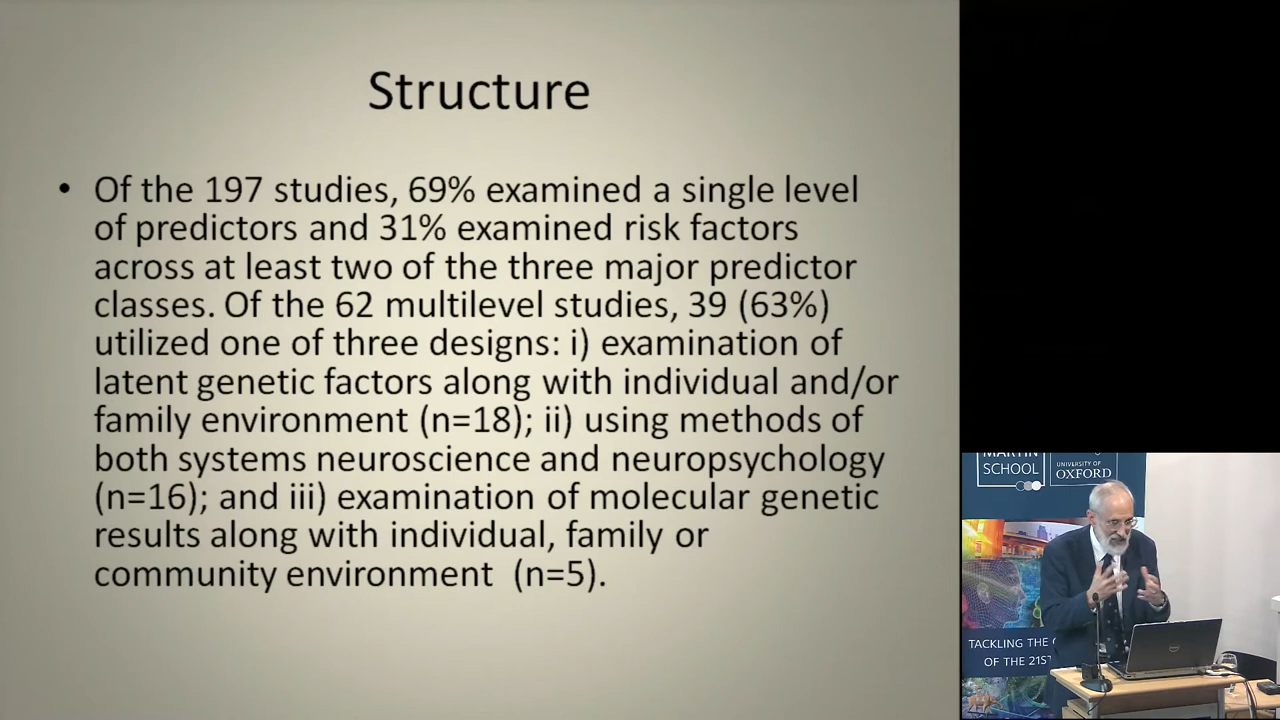 Structure
• Of the 197 studies, 69% examined a single level
of predictors and 31% examined risk factors
across at least two of the three major predictor
classes. Of the 62 multilevel studies, 39 (63%)
utilized one of three designs: i) examination of
latent genetic factors along with individual and/or
family environment (n=18); ii) using methods of
both systems neuroscience and neuropsychology
(n=16); and iii) examination of molecular genetic
results along with individual, family or
community environment (n=5).
MARTIN
SCHOOL
UNIVERSITY OF
OXFORD
TACKLING THE
OF THE 21ST